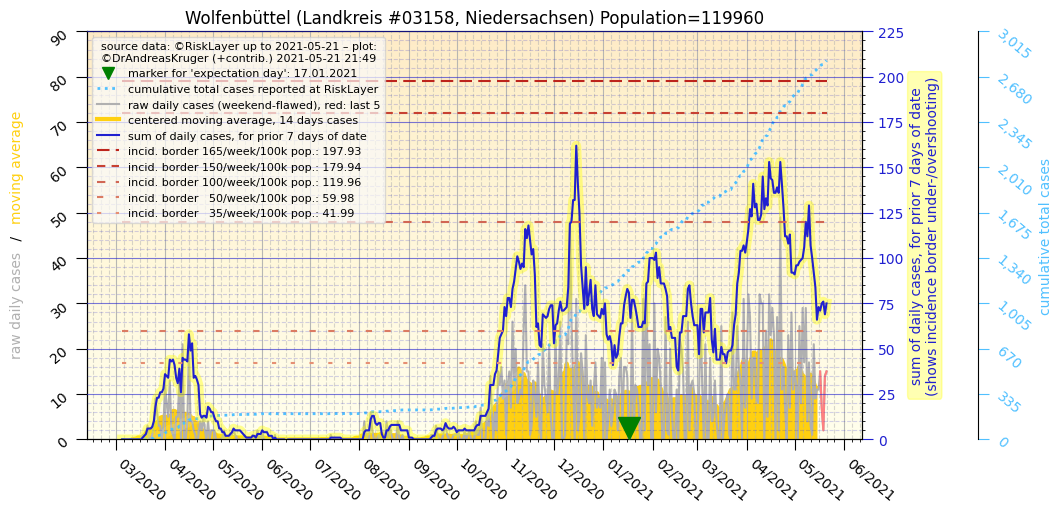 Wolfenbüttel (Landkreis #03158, Niedersachsen) Population=119960
source data: ©RiskLayer up to 2021-05-21 – plot:
©DrAndreasKruger (+contrib.) 2021-05-21 21:49
marker for 'expectation day': 17.01.2021
cumulative total cases reported at RiskLayer
raw daily cases (weekend-flawed), red: last 5
centered moving average, 14 days cases
sum of daily cases, for prior 7 days of date
incid. border 165/week/100k pop.: 197.93
incid. border 150/week/100k pop.: 179.94
incid. border 100/week/100k pop.: 119.96
incid. border   50/week/100k pop.: 59.98
incid. border   35/week/100k pop.: 41.99
raw daily cases / moving average
90
80
70
60
50
40
30
20
10
0
225
200
175
150
125
100
75
50
25
0
sum of daily cases, for prior 7 days of date
(shows incidence border under-/overshooting)
3,015
2,680
2,345
2,010
1,675
1,340
1,005
670
335
0
cumulative total cases
03/2020
04/2020
05/2020
06/2020
07/2020
08/2020
09/2020
10/2020
11/2020
12/2020
01/2021
02/2021
03/2021
04/2021
05/2021
06/2021